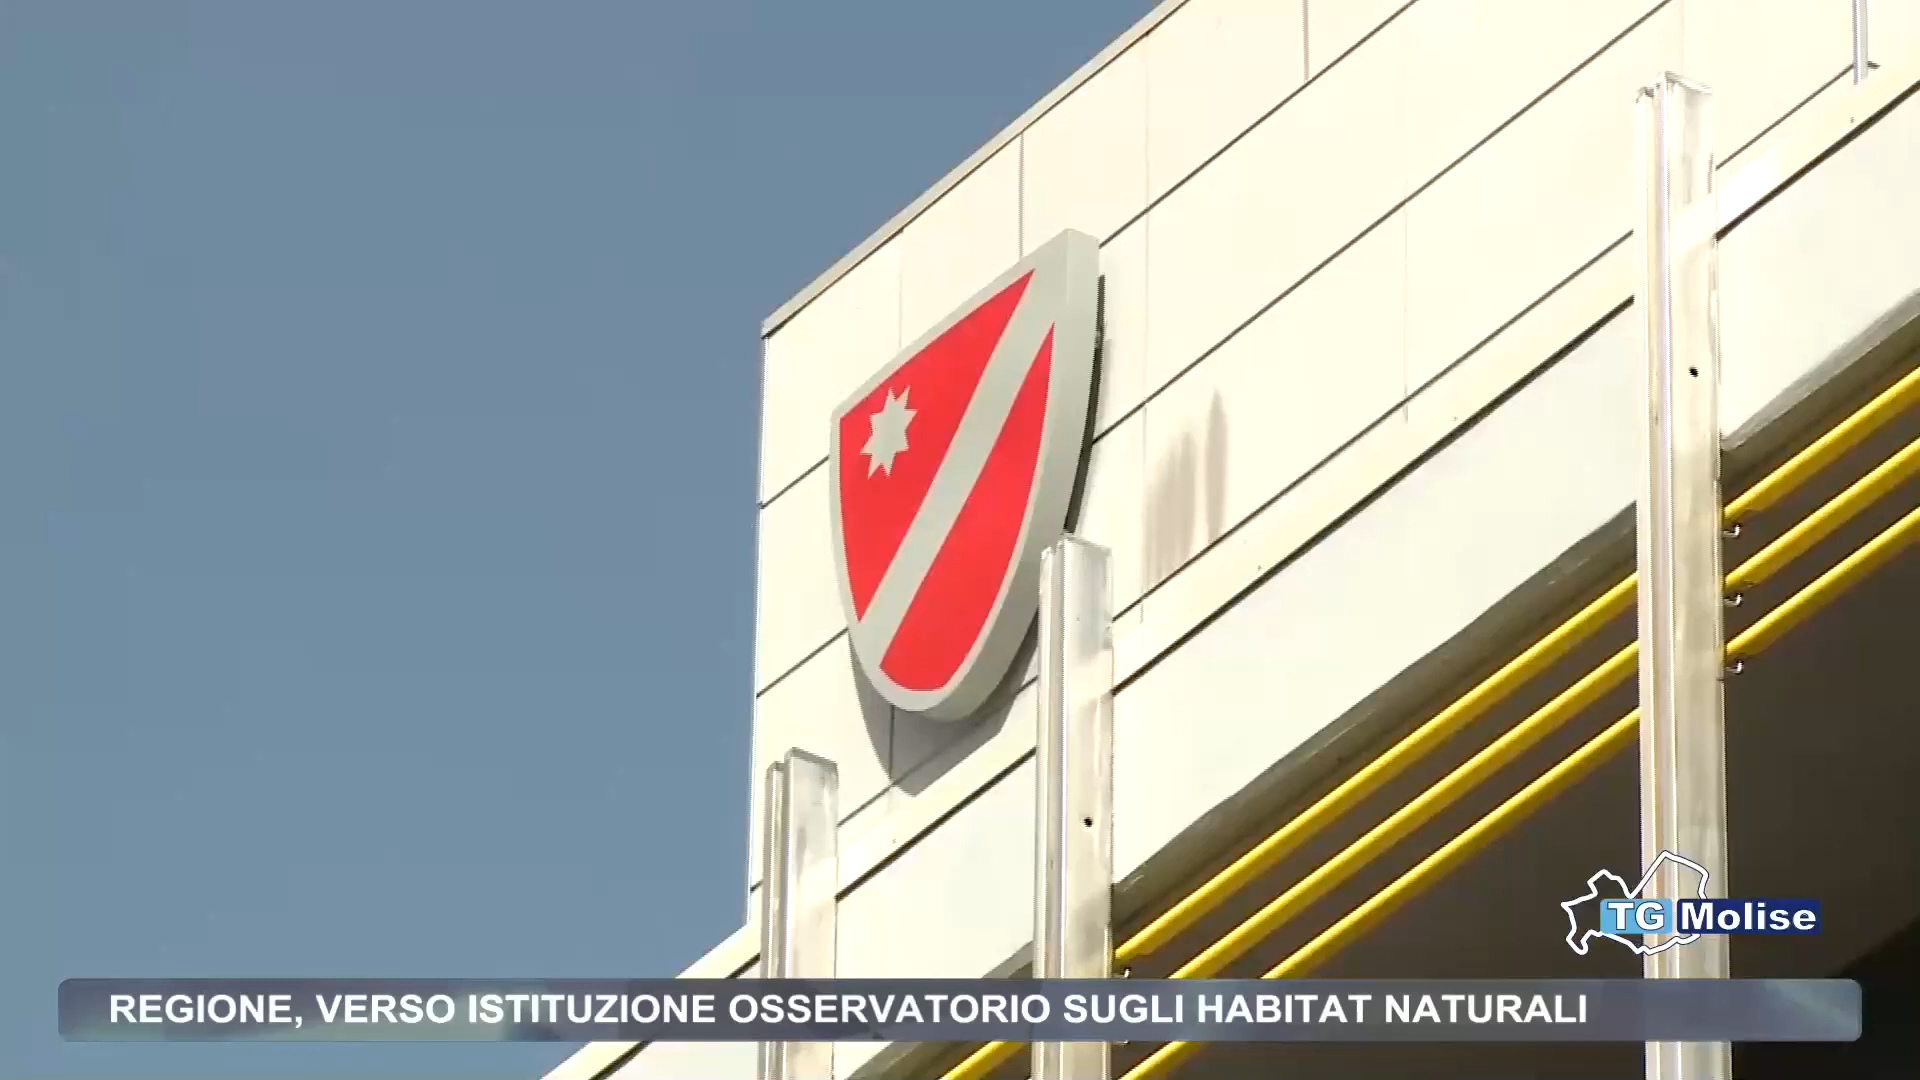 TG Molise
REGIONE, VERSO ISTITUZIONE OSSERVATORIO SUGLI HABITAT NATURALI